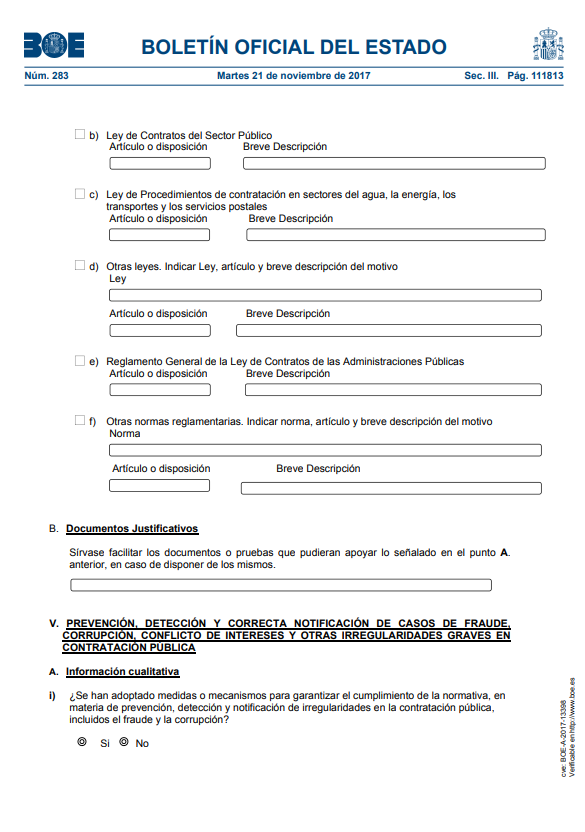 BOE
BOLETÍN OFICIAL DEL ESTADO
Núm. 283 Martes 21 de noviembre de 2017 Sec. III. Pág. 111813
b) Ley de Contratos del Sector Público
Artículo o disposición Breve Descripción
c) Ley de Procedimientos de contratación en sectores del agua, la energía, los
transportes y los servicios postales
Artículo o disposición Breve Descripción
d) Otras leyes. Indicar Ley, artículo y breve descripción del motivo
Ley
Artículo o disposición Breve Descripción
e) Reglamento General de la Ley de Contratos de las Administraciones Públicas
Artículo o disposición Breve Descripción
f) Otras normas reglamentarias. Indicar norma, artículo y breve descripción del motivo
Norma
Artículo o disposición Breve Descripción
B. Documentos Justificativos
Sírvase facilitar los documentos o pruebas que pudieran apoyar lo señalado en el punto A.
anterior, en caso de disponer de los mismos.
V. PREVENCIÓN, DETECCIÓN Y CORRECTA NOTIFICACIÓN DE CASOS DE FRAUDE,
CORRUPCIÓN, CONFLICTO DE INTERESES Y OTRAS IRREGULARIDADES GRAVES EN
CONTRATACIÓN PÚBLICA
A. Información cualitativa
i) ¿Se han adoptado medidas o mecanismos para garantizar el cumplimiento de la normativa, en
materia de prevención, detección y notificación de irregularidades en la contratación pública,
incluidos el fraude y la corrupción?
Si No
cve: BOE-A-2017-13398
Verificable en http://www.boe.es